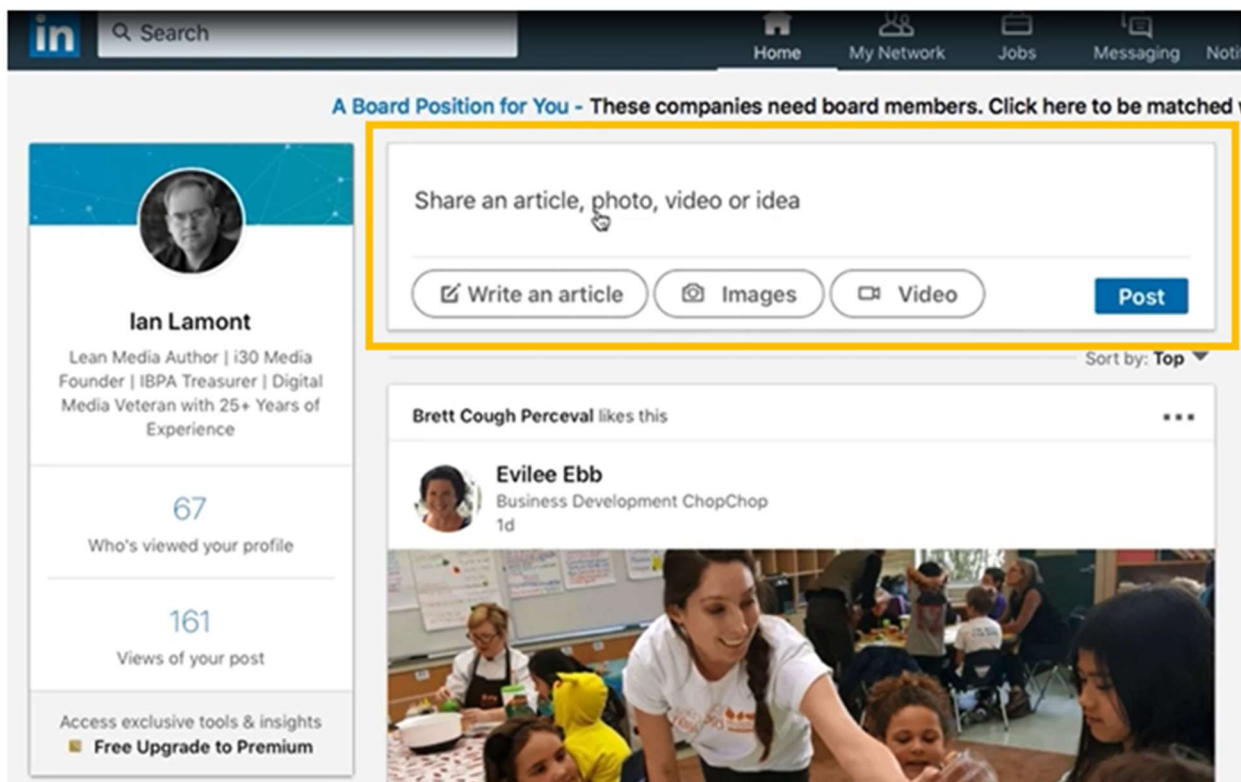 in
Search
Home
My Network
Jobs
Messaging
Noti
A Board Position for You - These companies need board members. Click here to be matched
Ian Lamont
Lean Media Author | i30 Media
Founder | IBPA Treasurer | Digital
Media Veteran with 25+ Years of
Experience
67
Who's viewed your profile
161
Views of your post
Access exclusive tools & insights
Free Upgrade to Premium
Share an article, photo, video or idea
Write an article
Images
Video
Post
Sort by: Top
Brett Cough Perceval likes this
Evilee Ebb
Business Development ChopChop
1d